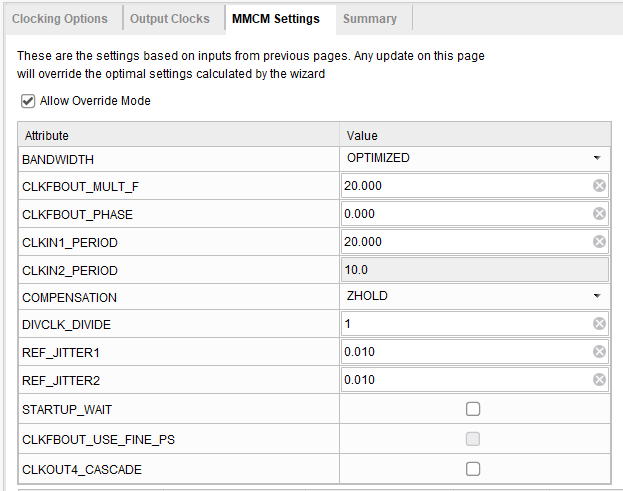 Clocking Options Output Clocks MMCM Settings Summary
These are the settings based on inputs from previous pages. Any update on this page
will override the optimal settings calculated by the wizard
Allow Override Mode
Attribute Value
BANDWIDTH OPTIMIZED
CLKFBOUT_MULT_F 20.000
CLKFBOUT_PHASE 0.000
CLKIN1_PERIOD 20.000
CLKIN2_PERIOD 10.0
COMPENSATION ZHOLD
DIVCLK_DIVIDE 1
REF_JITTER1 0.010
REF_JITTER2 0.010
STARTUP_WAIT
CLKFBOUT_USE_FINE_PS
CLKOUT4_CASCADE